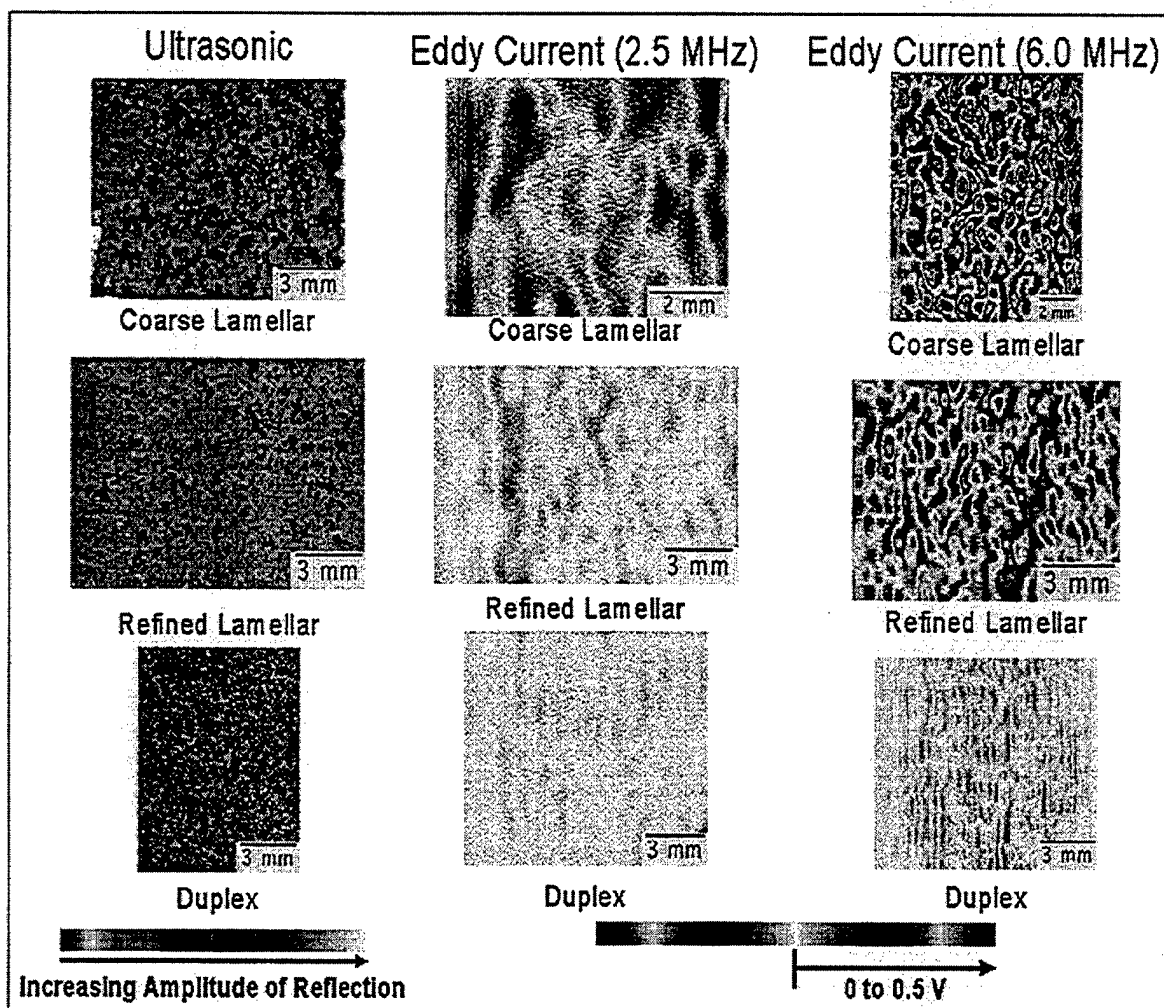 Ultrasonic
Eddy Current (2.5 MHz)
Eddy Current (6.0 MHz)
3 mm
2 mm
2 mm
Coarse Lamellar
Coarse Lamellar
Coarse Lamellar
3 mm
3 mm
3 mm
Refined Lamellar
Refined Lamellar
Refined Lamellar
3 mm
3 mm
3 mm
Duplex
Duplex
Duplex
Increasing Amplitude of Reflection
0 to 0.5 V